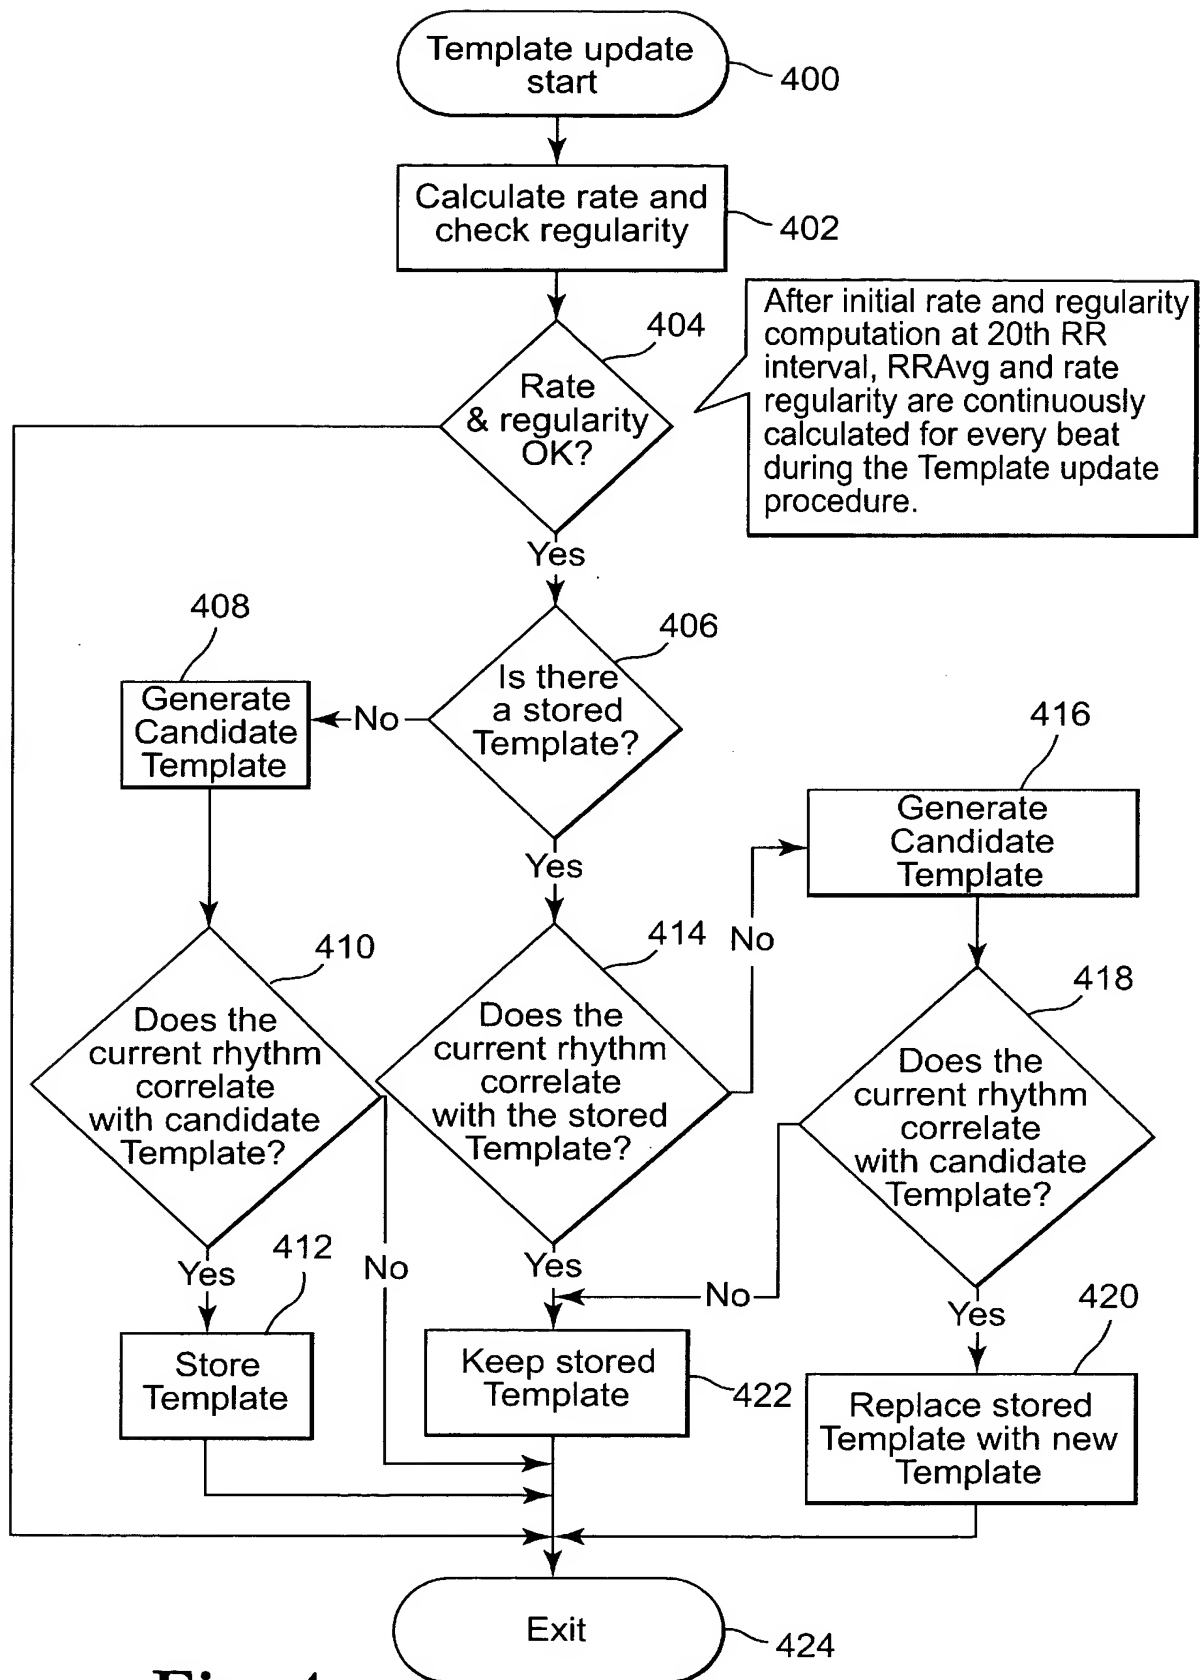 Template update
start
400
Calculate rate and
check regularity
402
After initial rate and regularity
computation at 20th RR
interval, RRAvg and rate
regularity are continuously
calculated for every beat
during the Template update
procedure.
404
Rate
& regularity
OK?
Yes
408
406
Is there
a stored
Template?
No
Generate
Candidate
Template
Yes
416
Generate
Candidate
Template
410
414
No
418
Does the
current rhythm
correlate
with candidate
Template?
Does the
current rhythm
correlate
with the stored
Template?
Does the
current rhythm
correlate
with candidate
Template?
Yes
412
No
Yes
No
Yes
420
Store
Template
Keep stored
Template
422
Replace stored
Template with new
Template
Exit
424